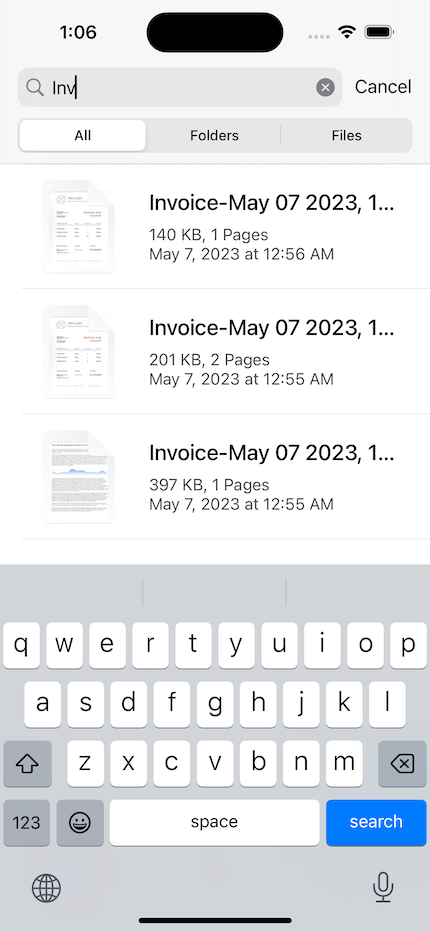 1:06
Inv
Cancel
All
Folders
Files
Invoice-May 07 2023, 1...
140 KB, 1 Pages
May 7, 2023 at 12:56 AM
Invoice-May 07 2023, 1...
201 KB, 2 Pages
May 7, 2023 at 12:55 AM
Invoice-May 07 2023, 1...
397 KB, 1 Pages
May 7, 2023 at 12:55 AM
q w e r t y u i o p
a s d f g h j k l
z x c v b n m
123
space
search